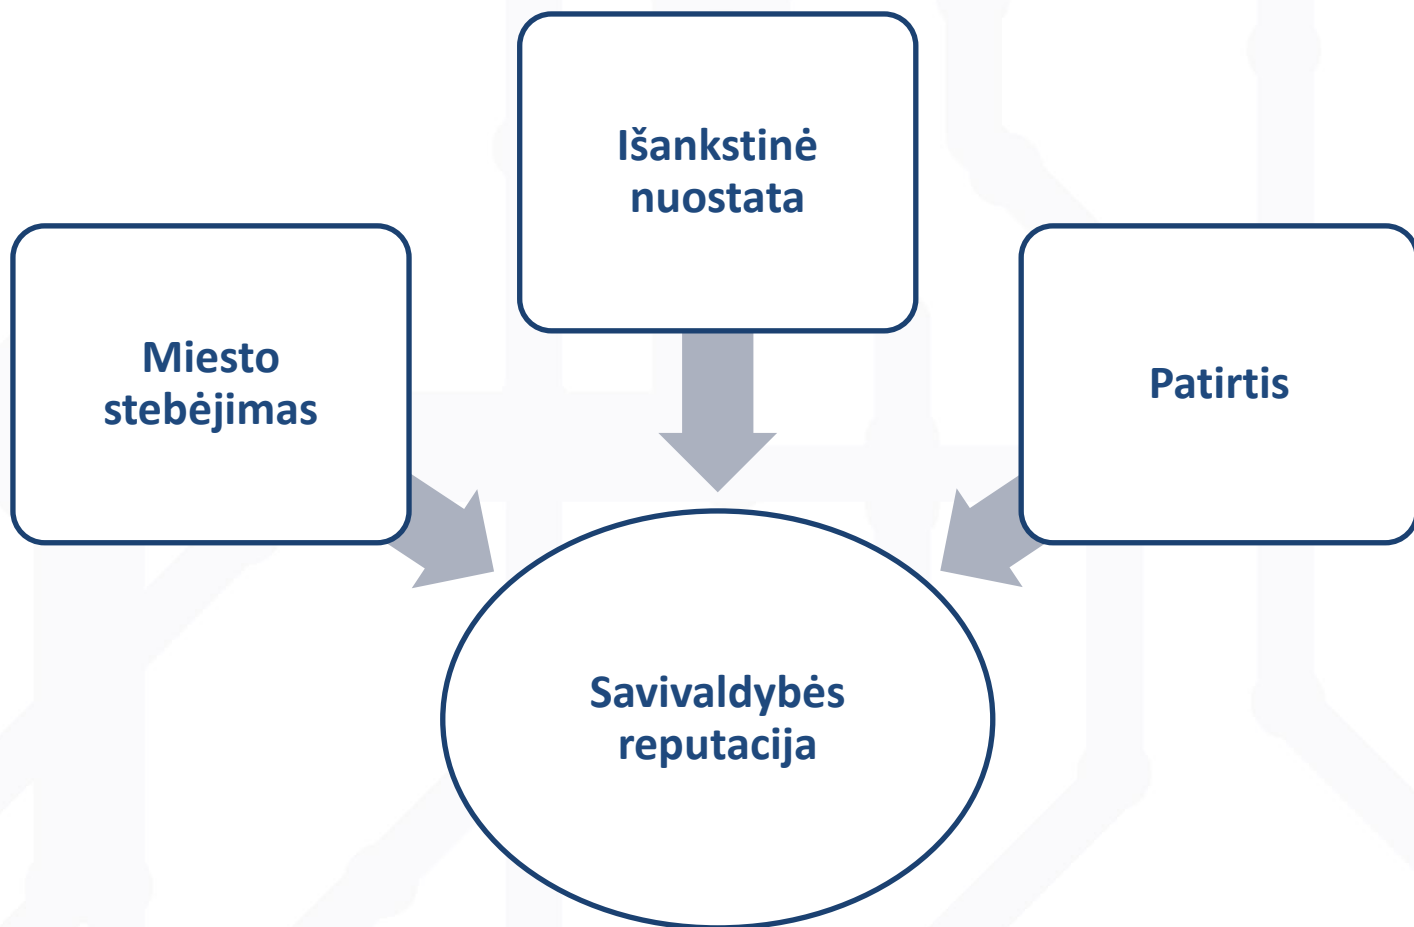 Išankstinė
nuostata
Miesto
stebėjimas
Patirtis
Savivaldybės
reputacija